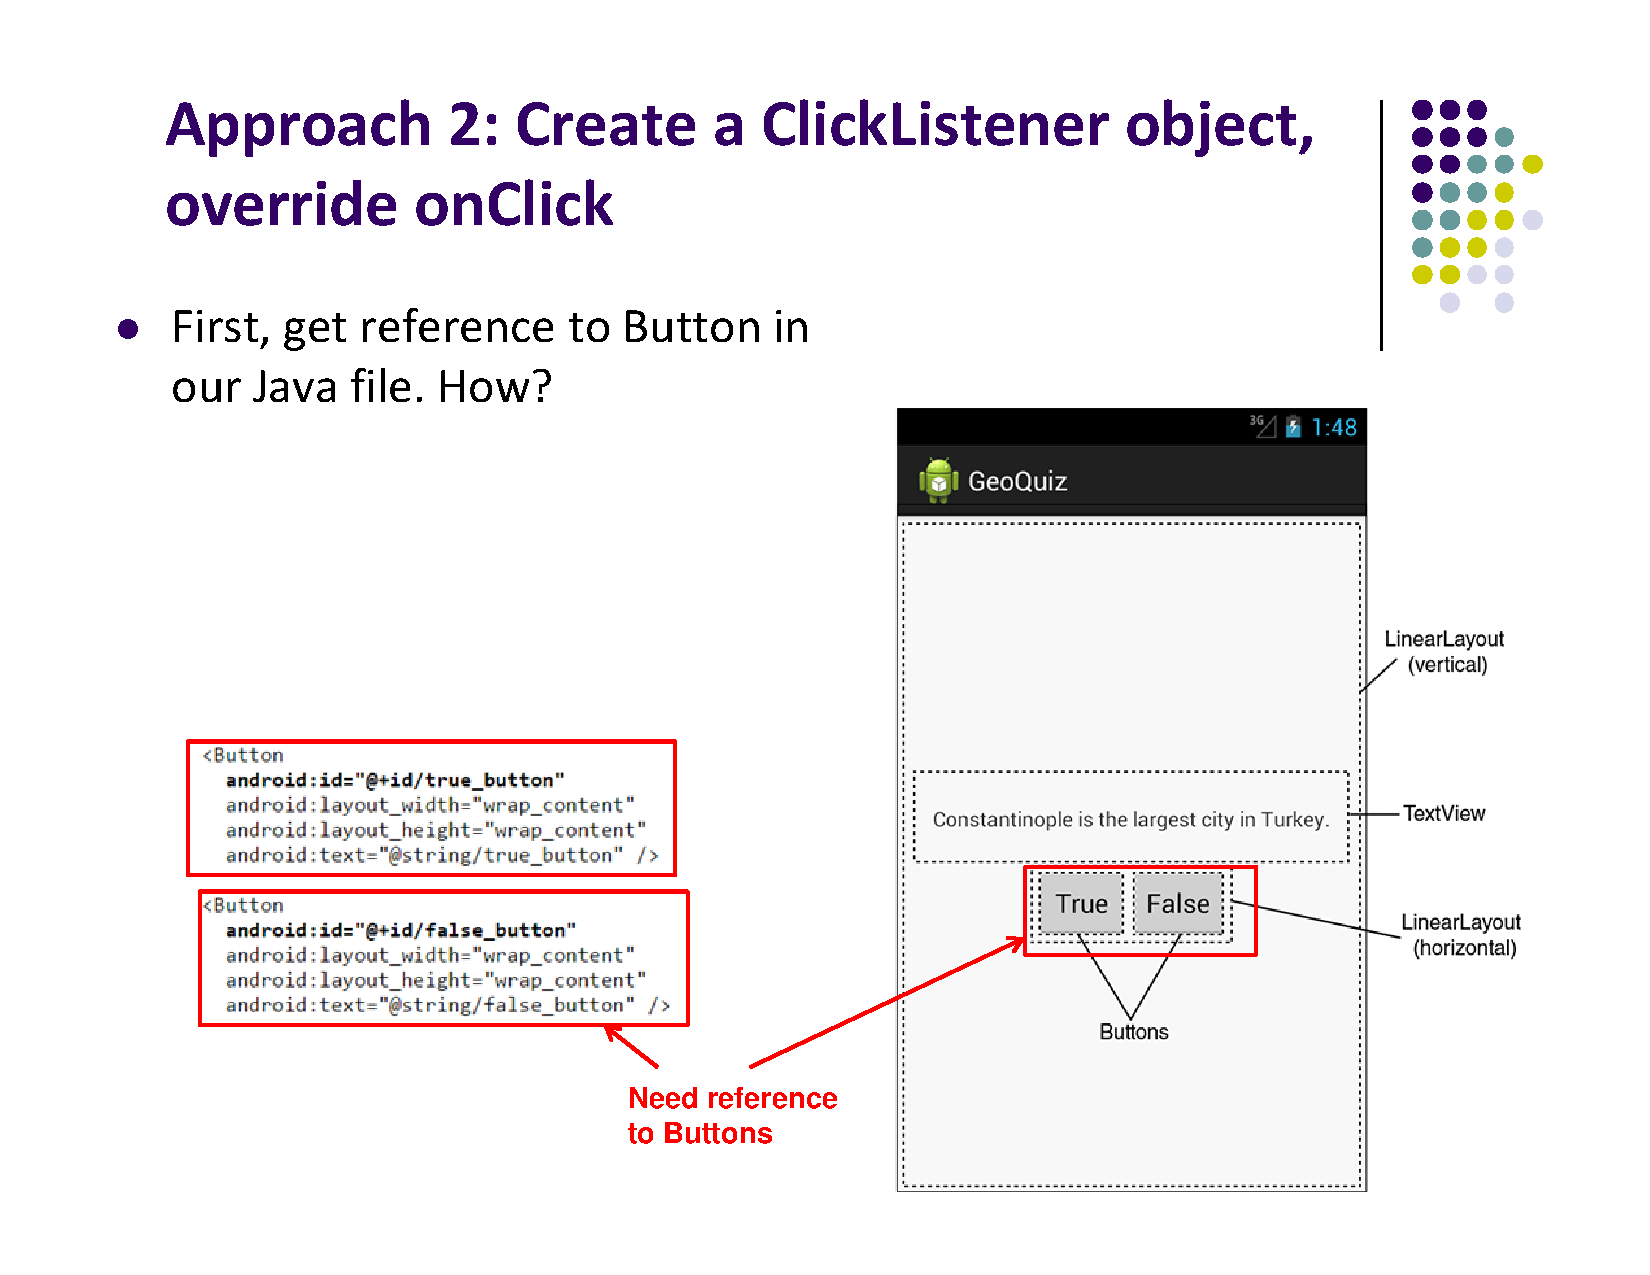 Approach 2: Create a ClickListener object,
override onClick
First, get reference to Button in
our Java file. How?
<Button
android:id="@+id/true_button"
android:layout_width="wrap_content"
android:layout_height="wrap_content"
android:text="@string/true_button" />
<Button
android:id="@+id/false_button"
android:layout_width="wrap_content"
android:layout_height="wrap_content"
android:text="@string/false_button" />
Need reference
to Buttons
3G 1:48
GeoQuiz
LinearLayout
(vertical)
Constantinople is the largest city in Turkey.
TextView
True False
LinearLayout
(horizontal)
Buttons